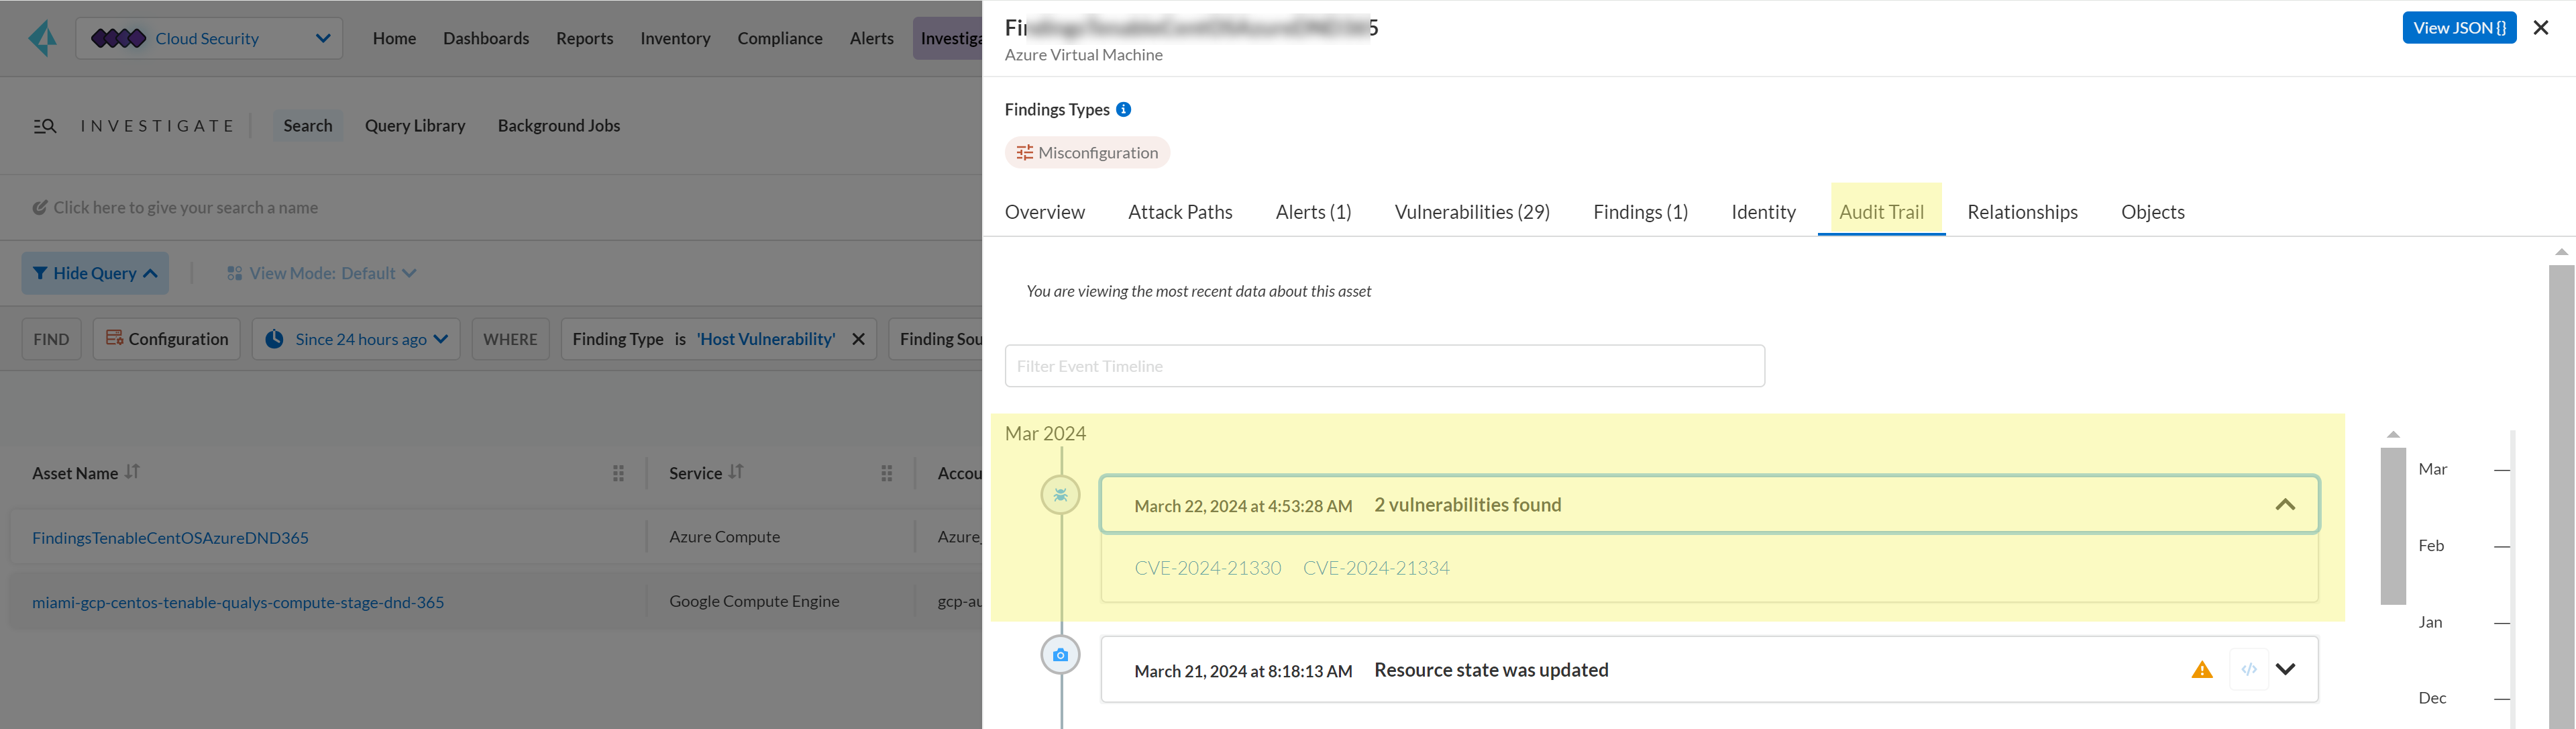 Cloud Security
Home Dashboards Reports Inventory Compliance Alerts Investiga
INVESTIGATE Search Query Library Background Jobs
Click here to give your search a name
Hide Query View Mode: Default
FIND Configuration Since 24 hours ago WHERE Finding Type is 'Host Vulnerability' Finding Sou
Asset Name Service Accou
FindingsTenableCentOSAzureDND365 Azure Compute Azure_
miami-gcp-centos-tenable-qualys-compute-stage-dnd-365 Google Compute Engine gcp-au
View JSON {}
Azure Virtual Machine
Findings Types
Misconfiguration
Overview Attack Paths Alerts (1) Vulnerabilities (29) Findings (1) Identity Audit Trail Relationships Objects
You are viewing the most recent data about this asset
Filter Event Timeline
Mar 2024
March 22, 2024 at 4:53:28 AM 2 vulnerabilities found
CVE-2024-21330 CVE-2024-21334
March 21, 2024 at 8:18:13 AM Resource state was updated
Mar
Feb
Jan
Dec